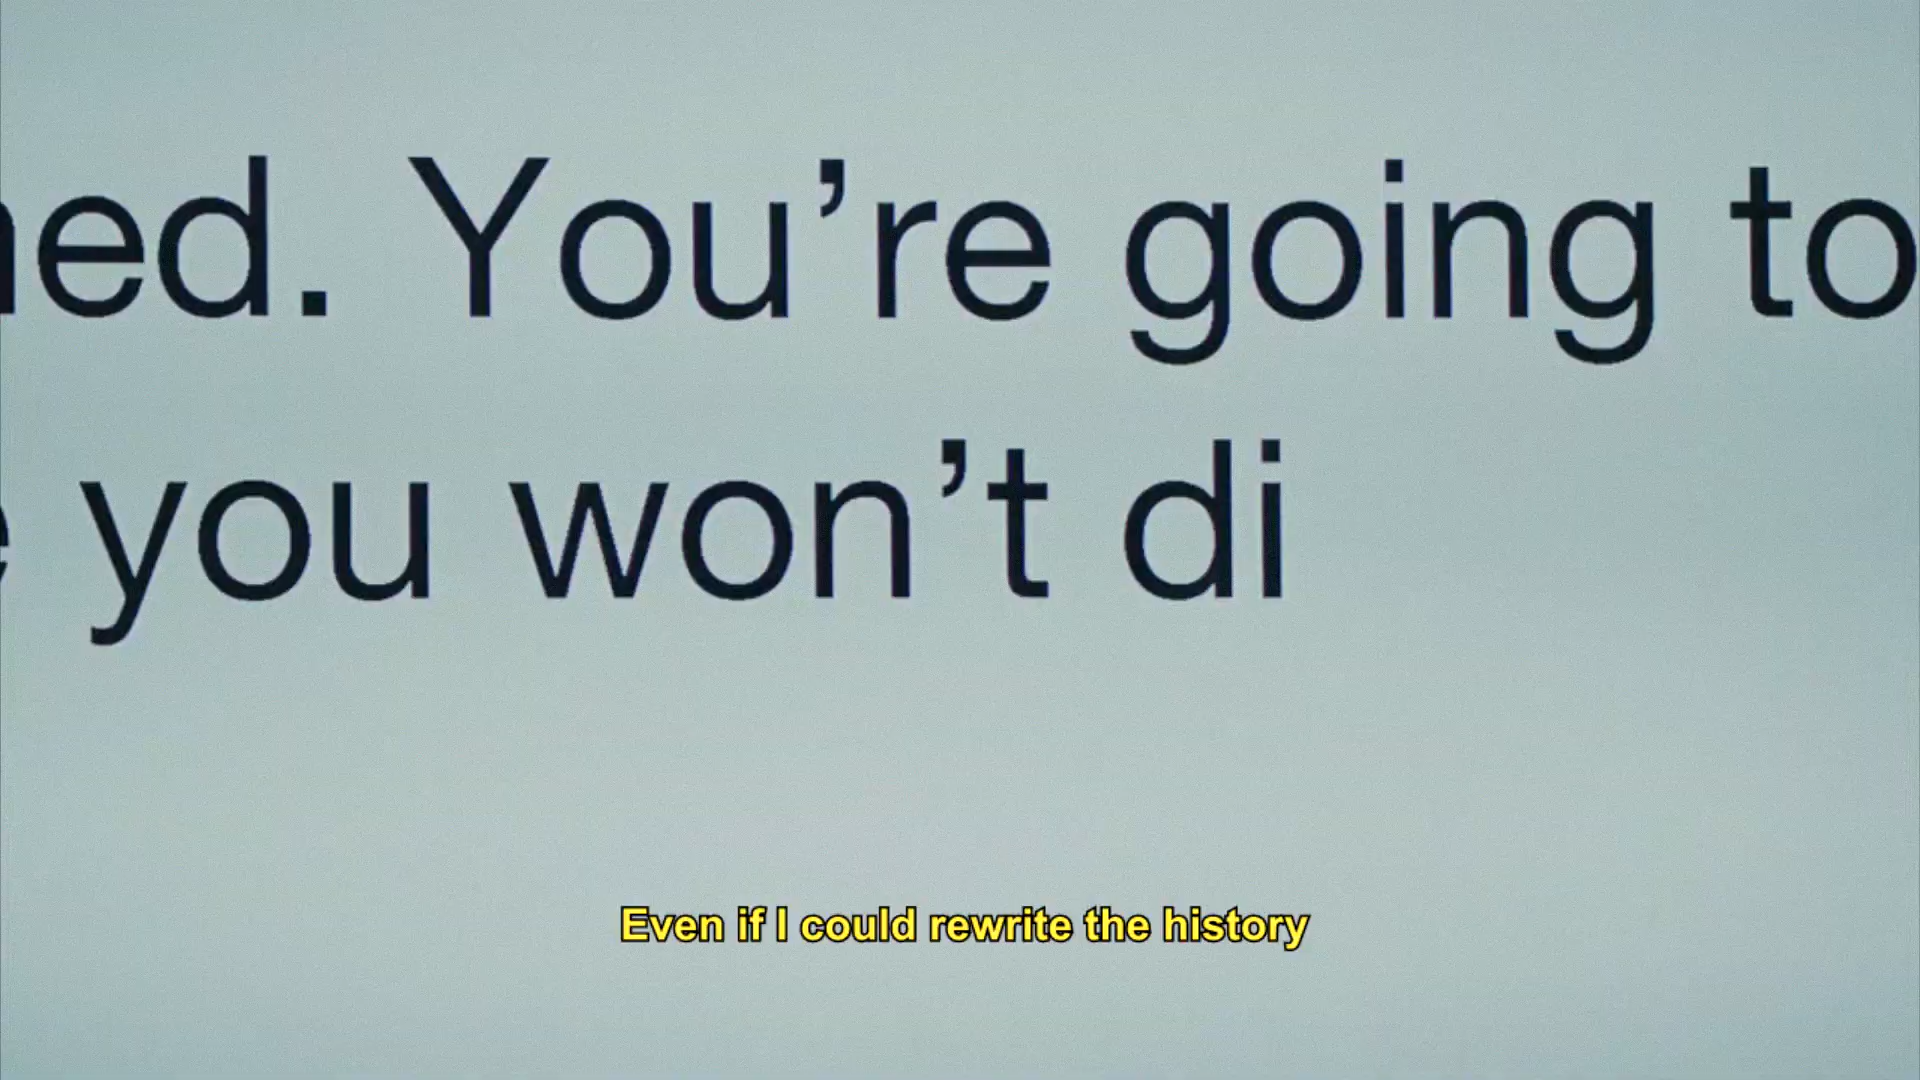 ed. You're going to
you won't di
Even if I could rewrite the history